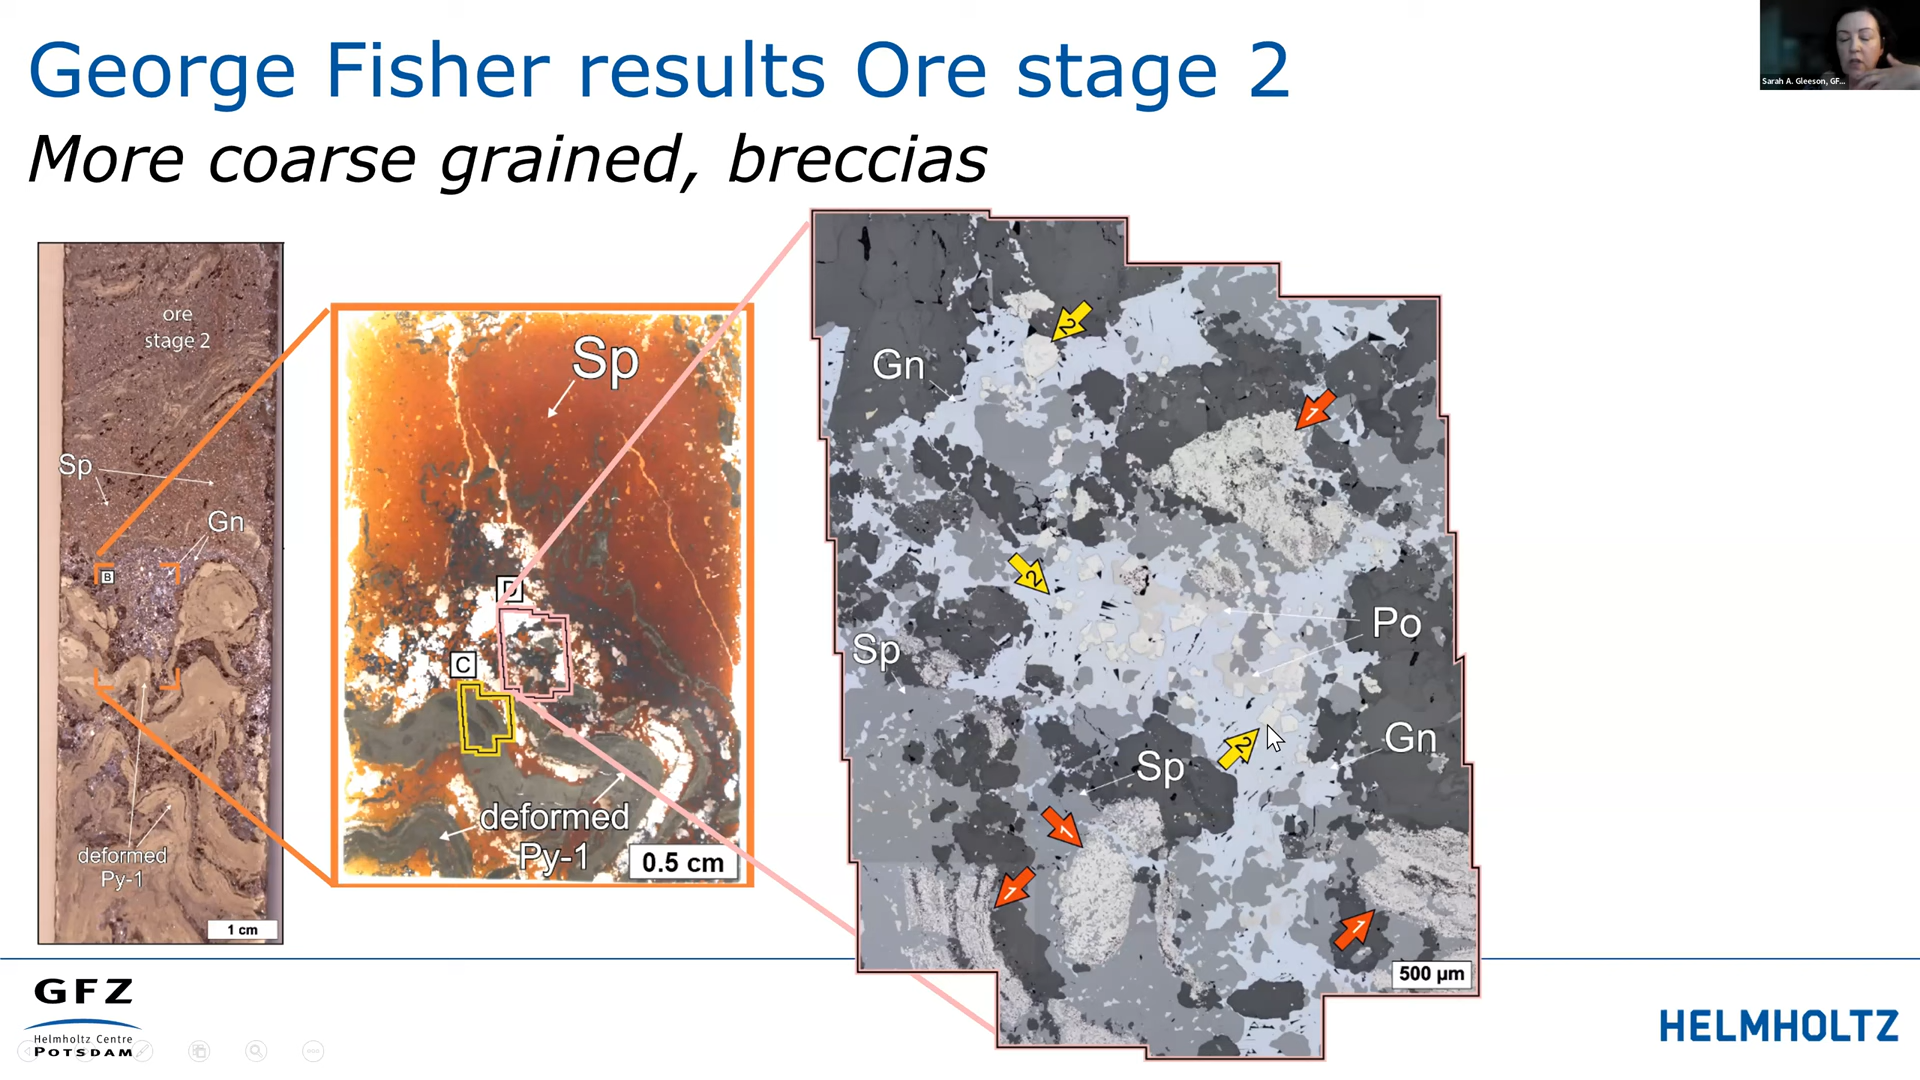 George Fisher results Ore stage 2
More coarse grained, breccias
Sarah A. Gleeson, GF...
ore
stage 2
Sp
Gn
B
deformed
Py-1
1 cm
Sp
C
deformed
Py-1
0.5 cm
Gn
2
1
2
Po
Sp
Gn
2
Sp
1
1
1
500 µm
GFZ
Helmholtz Centre
POTSDAM
HELMHOLTZ